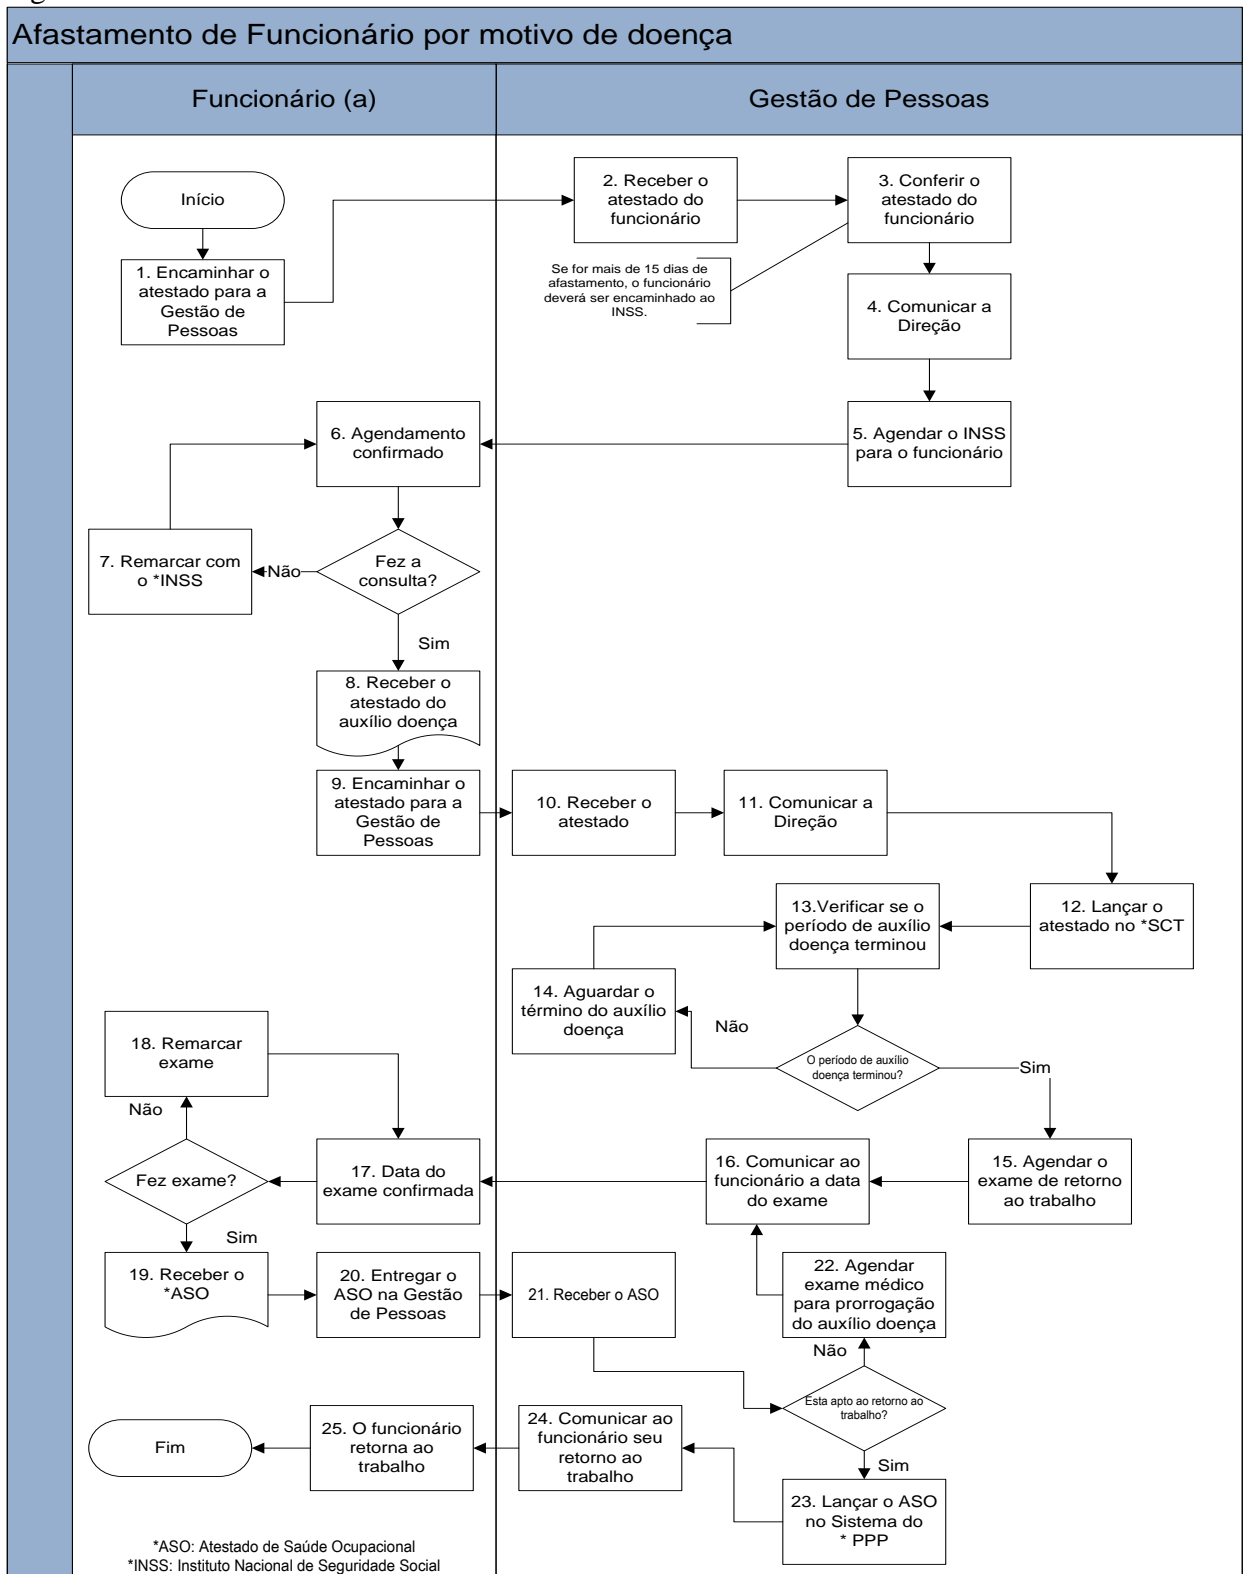 Afastamento de Funcionário por motivo de doença
Funcionário (a)
Gestão de Pessoas
Início
1. Encaminhar o
atestado para a
Gestão de
Pessoas
2. Receber o
atestado do
funcionário
3. Conferir o
atestado do
funcionário
Se for mais de 15 dias de
afastamento, o funcionário
deverá ser encaminhado ao
INSS.
4. Comunicar a
Direção
5. Agendar o INSS
para o funcionário
6. Agendamento
confirmado
7. Remarcar com
o *INSS
Não
Fez a
consulta?
Sim
8. Receber o
atestado do
auxílio doença
9. Encaminhar o
atestado para a
Gestão de
Pessoas
10. Receber o
atestado
11. Comunicar a
Direção
12. Lançar o
atestado no *SCT
13.Verificar se o
período de auxílio
doença terminou
14. Aguardar o
término do auxílio
doença
Não
O período de auxílio
doença terminou?
Sim
15. Agendar o
exame de retorno
ao trabalho
16. Comunicar ao
funcionário a data
do exame
17. Data do
exame confirmada
18. Remarcar
exame
Não
Fez exame?
Sim
19. Receber o
*ASO
20. Entregar o
ASO na Gestão
de Pessoas
21. Receber o ASO
22. Agendar
exame médico
para prorrogação
do auxílio doença
Não
Esta apto ao retorno ao
trabalho?
Sim
23. Lançar o ASO
no Sistema do
* PPP
24. Comunicar ao
funcionário seu
retorno ao
trabalho
25. O funcionário
retorna ao
trabalho
Fim
*ASO: Atestado de Saúde Ocupacional
*INSS: Instituto Nacional de Seguridade Social